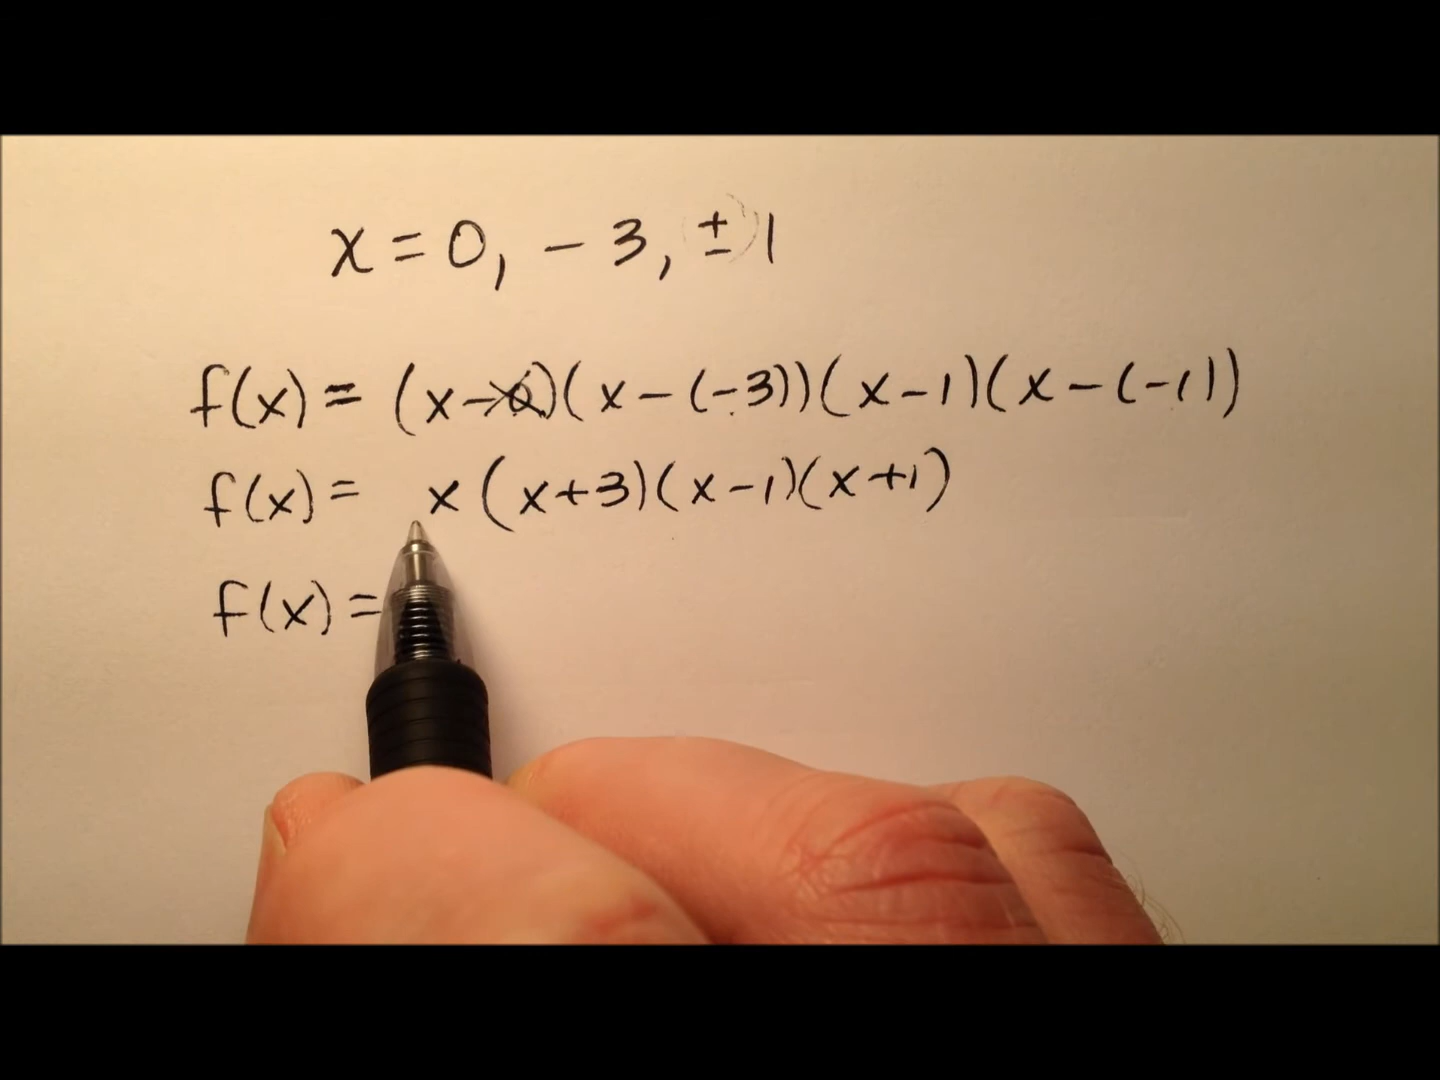 x = 0, - 3, ± 1
f(x) = (x - 0)(x - (-3))(x - 1)(x - (-1))
f(x) = x (x + 3)(x - 1)(x + 1)
f(x) =